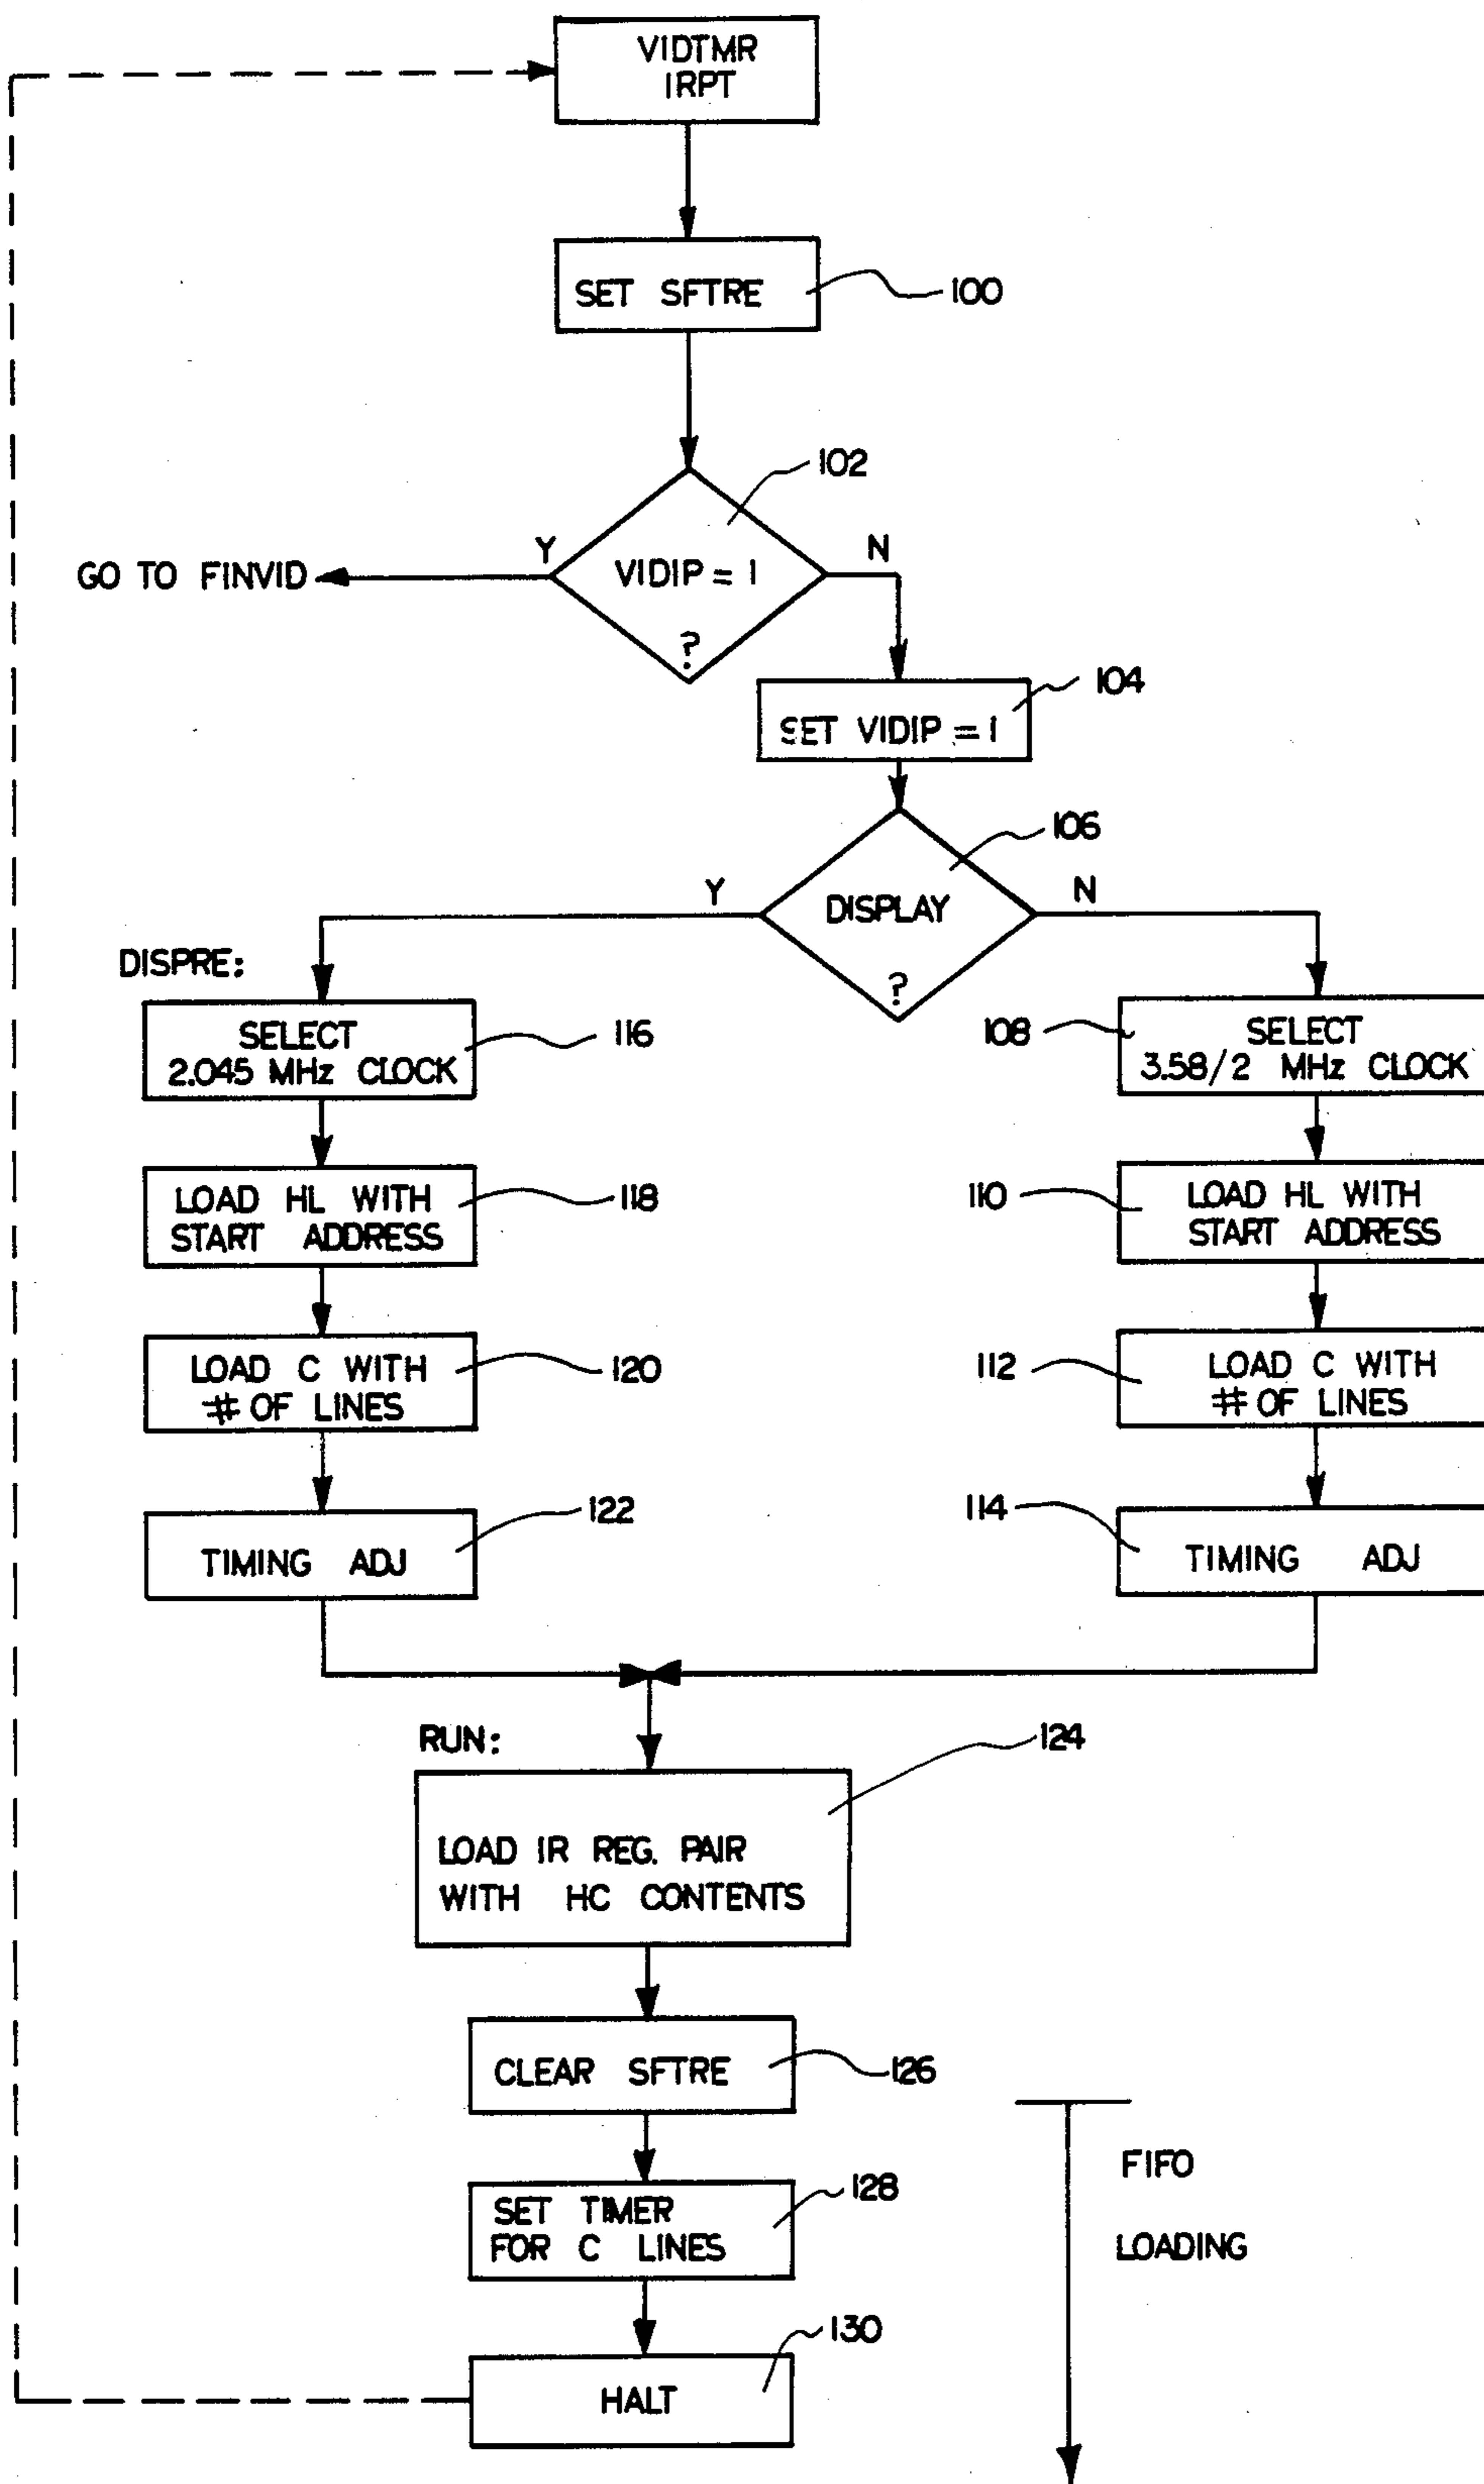 VIDTMR
IRPT
SET SFTRE
100
102
VIDIP = 1
?
Y
N
GO TO FINVID
104
SET VIDIP = 1
106
DISPLAY
?
Y
N
DISPRE:
SELECT
2.045 MHz CLOCK
116
108
SELECT
3.58/2 MHz CLOCK
LOAD HL WITH
START ADDRESS
118
110
LOAD HL WITH
START ADDRESS
LOAD C WITH
# OF LINES
120
112
LOAD C WITH
# OF LINES
122
TIMING ADJ
114
TIMING ADJ
RUN:
124
LOAD IR REG. PAIR
WITH HC CONTENTS
CLEAR SFTRE
126
SET TIMER
FOR C LINES
128
130
HALT
FIFO
LOADING